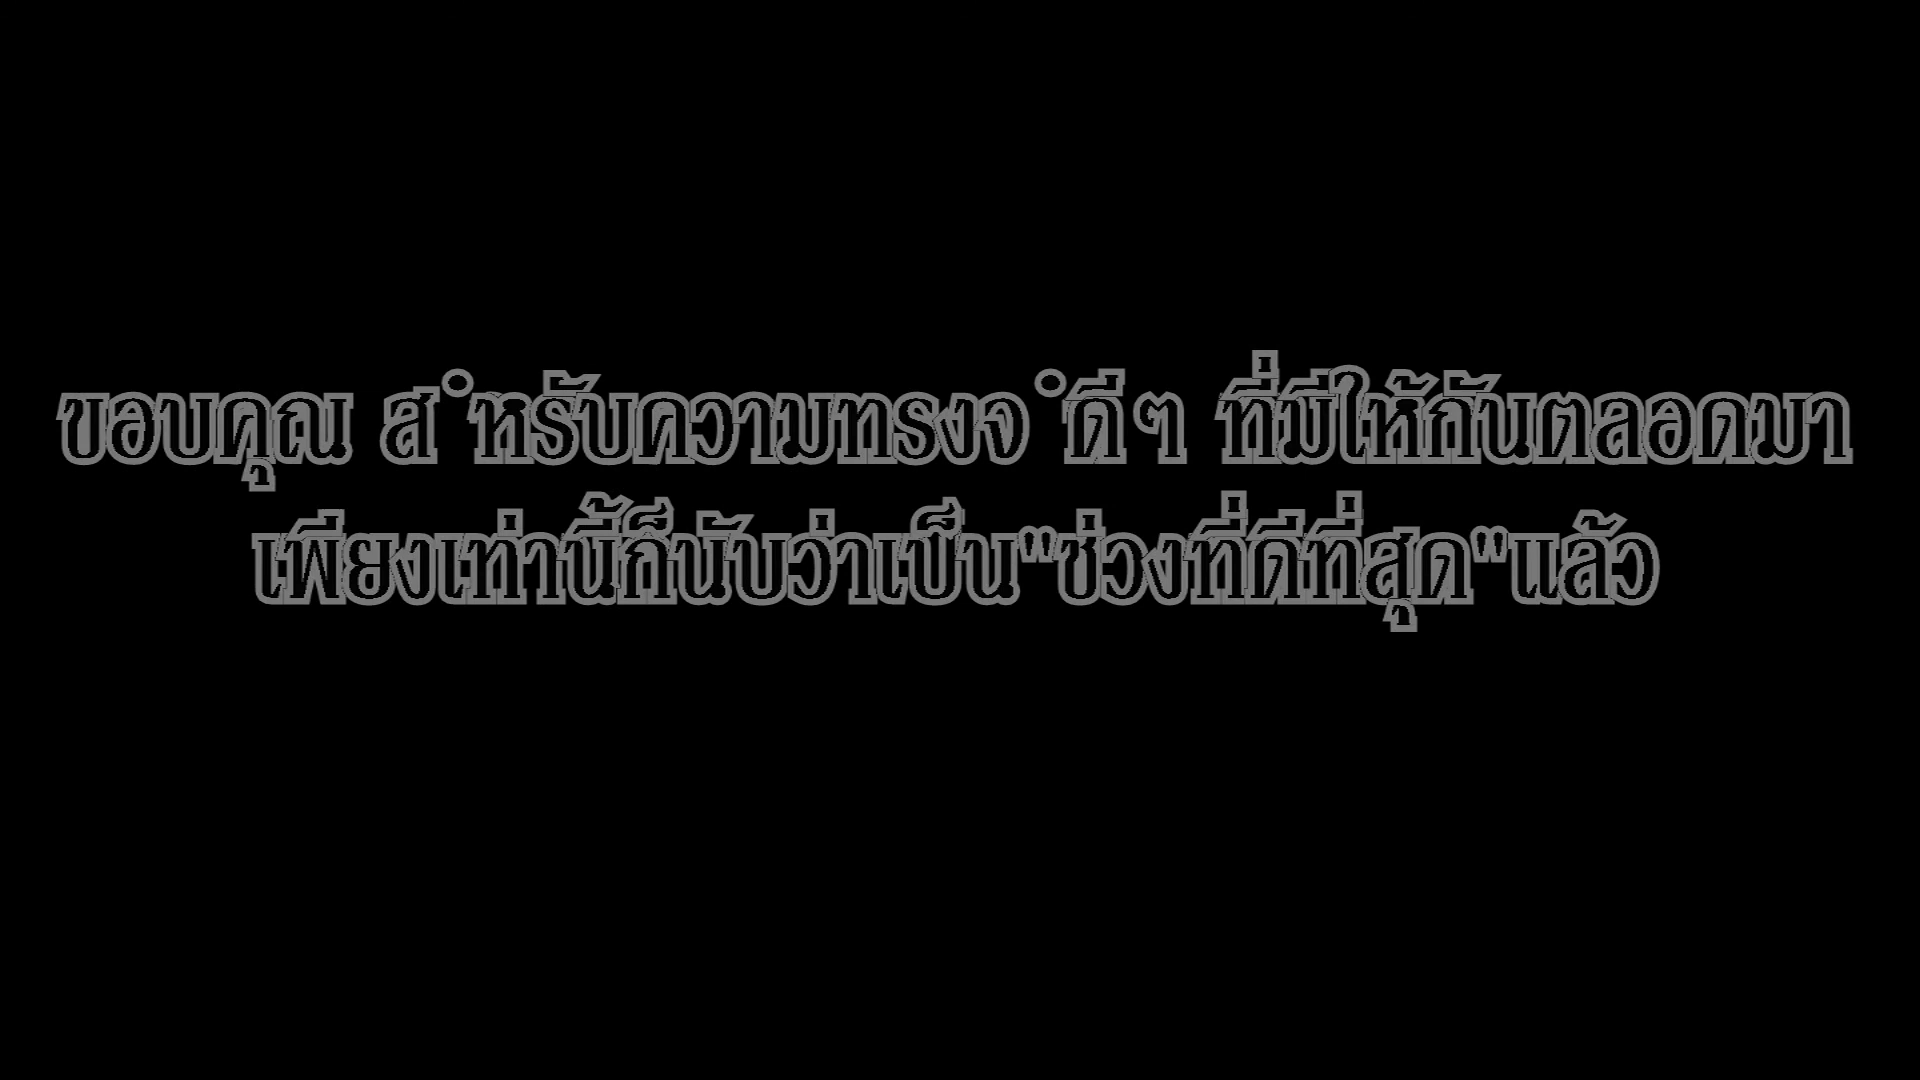 ขอบคุณ สำหรับความทรงจำดีๆ ที่มีให้กันตลอดมา
เพียงเท่านี้ก็นับว่าเป็น"ช่วงที่ดีที่สุด"แล้ว